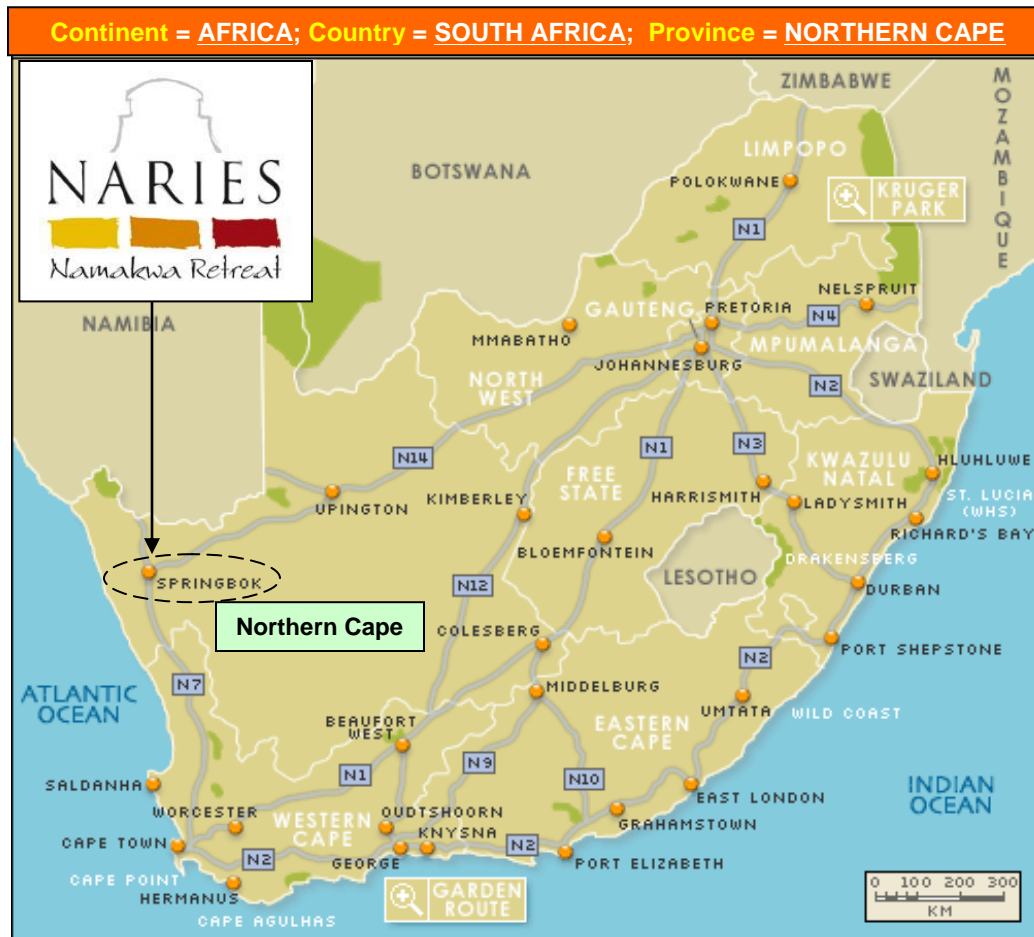 Continent = AFRICA; Country = SOUTH AFRICA; Province = NORTHERN CAPE
NARIES
Namakwa Retreat
ZIMBABWE
MOZAMBIQUE
BOTSWANA
LIMPOPO
POLOKWANE
KRUGER
PARK
N1
NAMIBIA
NELSPRUIT
GAUTENG
PRETORIA
N4
MMABATHO
MPUMALANGA
JOHANNESBURG
NORTH
WEST
N2
SWAZILAND
N14
N1
N3
KWAZULU
NATAL
HLUHLUWE
FREE
STATE
UPINGTON
KIMBERLEY
HARRISMITH
LADYSMITH
ST. LUCIA
(WHS)
RICHARD'S BAY
BLOEMFONTEIN
DRAKENSBERG
LESOTHO
SPRINGBOK
N12
DURBAN
Northern Cape
COLESBERG
PORT SHEPSTONE
N2
N7
MIDDELBURG
ATLANTIC
OCEAN
UMTATA
WILD COAST
BEAUFORT
WEST
EASTERN
CAPE
N9
N1
N10
SALDANHA
EAST LONDON
INDIAN
OCEAN
WORCESTER
WESTERN
CAPE
OUDTSHOORN
GRAHAMSTOWN
KNYSNA
CAPE TOWN
N2
GEORGE
N2
PORT ELIZABETH
CAPE POINT
HERMANUS
GARDEN
ROUTE
CAPE AGULHAS
0 100 200 300
KM